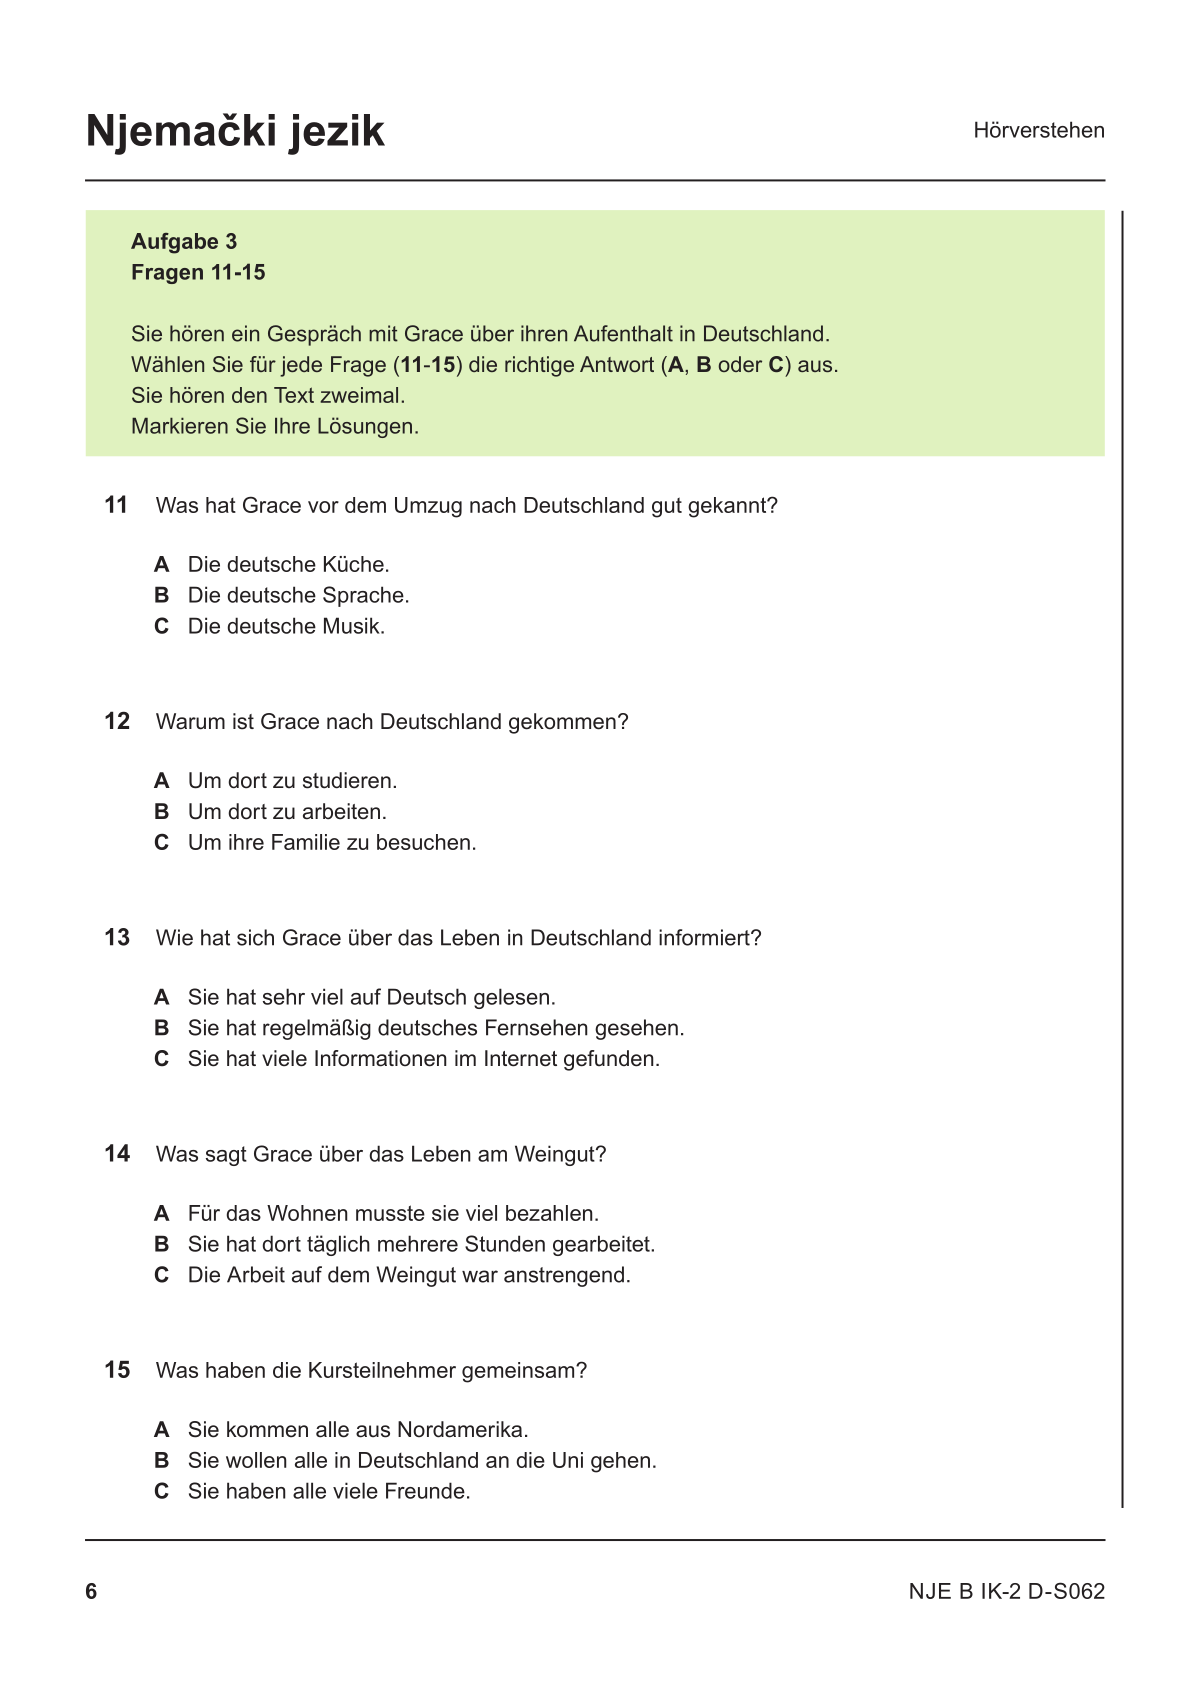 Njemački jezik
Hörverstehen
Aufgabe 3
Fragen 11-15
Sie hören ein Gespräch mit Grace über ihren Aufenthalt in Deutschland.
Wählen Sie für jede Frage (11-15) die richtige Antwort (A, B oder C) aus.
Sie hören den Text zweimal.
Markieren Sie Ihre Lösungen.
11 Was hat Grace vor dem Umzug nach Deutschland gut gekannt?
A Die deutsche Küche.
B Die deutsche Sprache.
C Die deutsche Musik.
12 Warum ist Grace nach Deutschland gekommen?
A Um dort zu studieren.
B Um dort zu arbeiten.
C Um ihre Familie zu besuchen.
13 Wie hat sich Grace über das Leben in Deutschland informiert?
A Sie hat sehr viel auf Deutsch gelesen.
B Sie hat regelmäßig deutsches Fernsehen gesehen.
C Sie hat viele Informationen im Internet gefunden.
14 Was sagt Grace über das Leben am Weingut?
A Für das Wohnen musste sie viel bezahlen.
B Sie hat dort täglich mehrere Stunden gearbeitet.
C Die Arbeit auf dem Weingut war anstrengend.
15 Was haben die Kursteilnehmer gemeinsam?
A Sie kommen alle aus Nordamerika.
B Sie wollen alle in Deutschland an die Uni gehen.
C Sie haben alle viele Freunde.
6
NJE B IK-2 D-S062